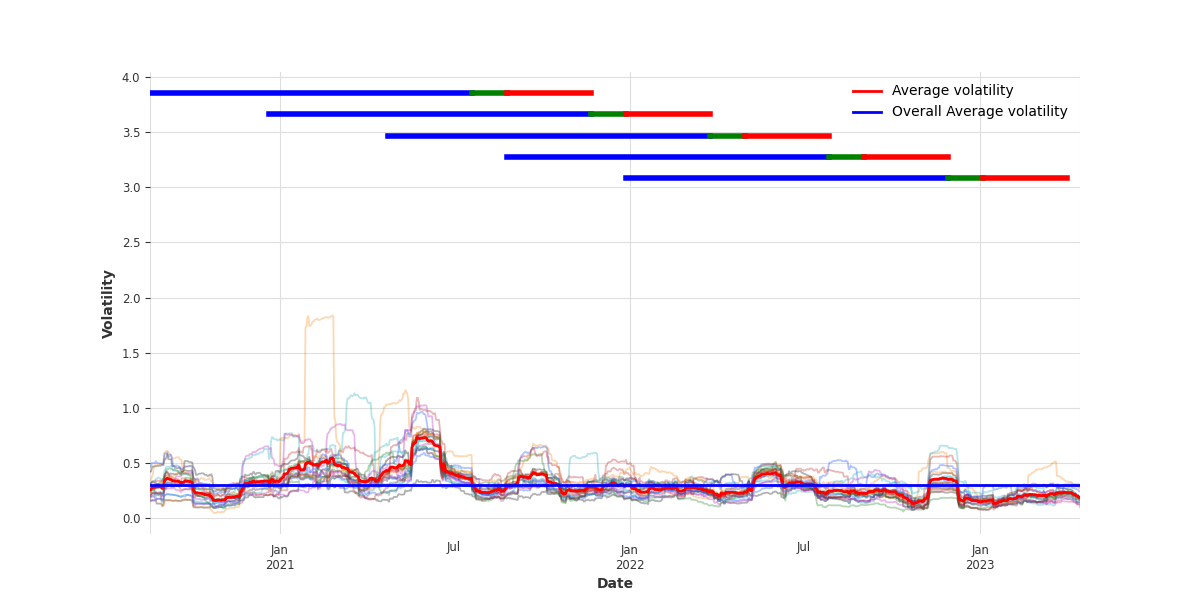 4.0
3.5
3.0
2.5
2.0
1.5
1.0
0.5
0.0
Volatility
Average volatility
Overall Average volatility
Jan
2021
Jul
Jan
2022
Jul
Jan
2023
Date